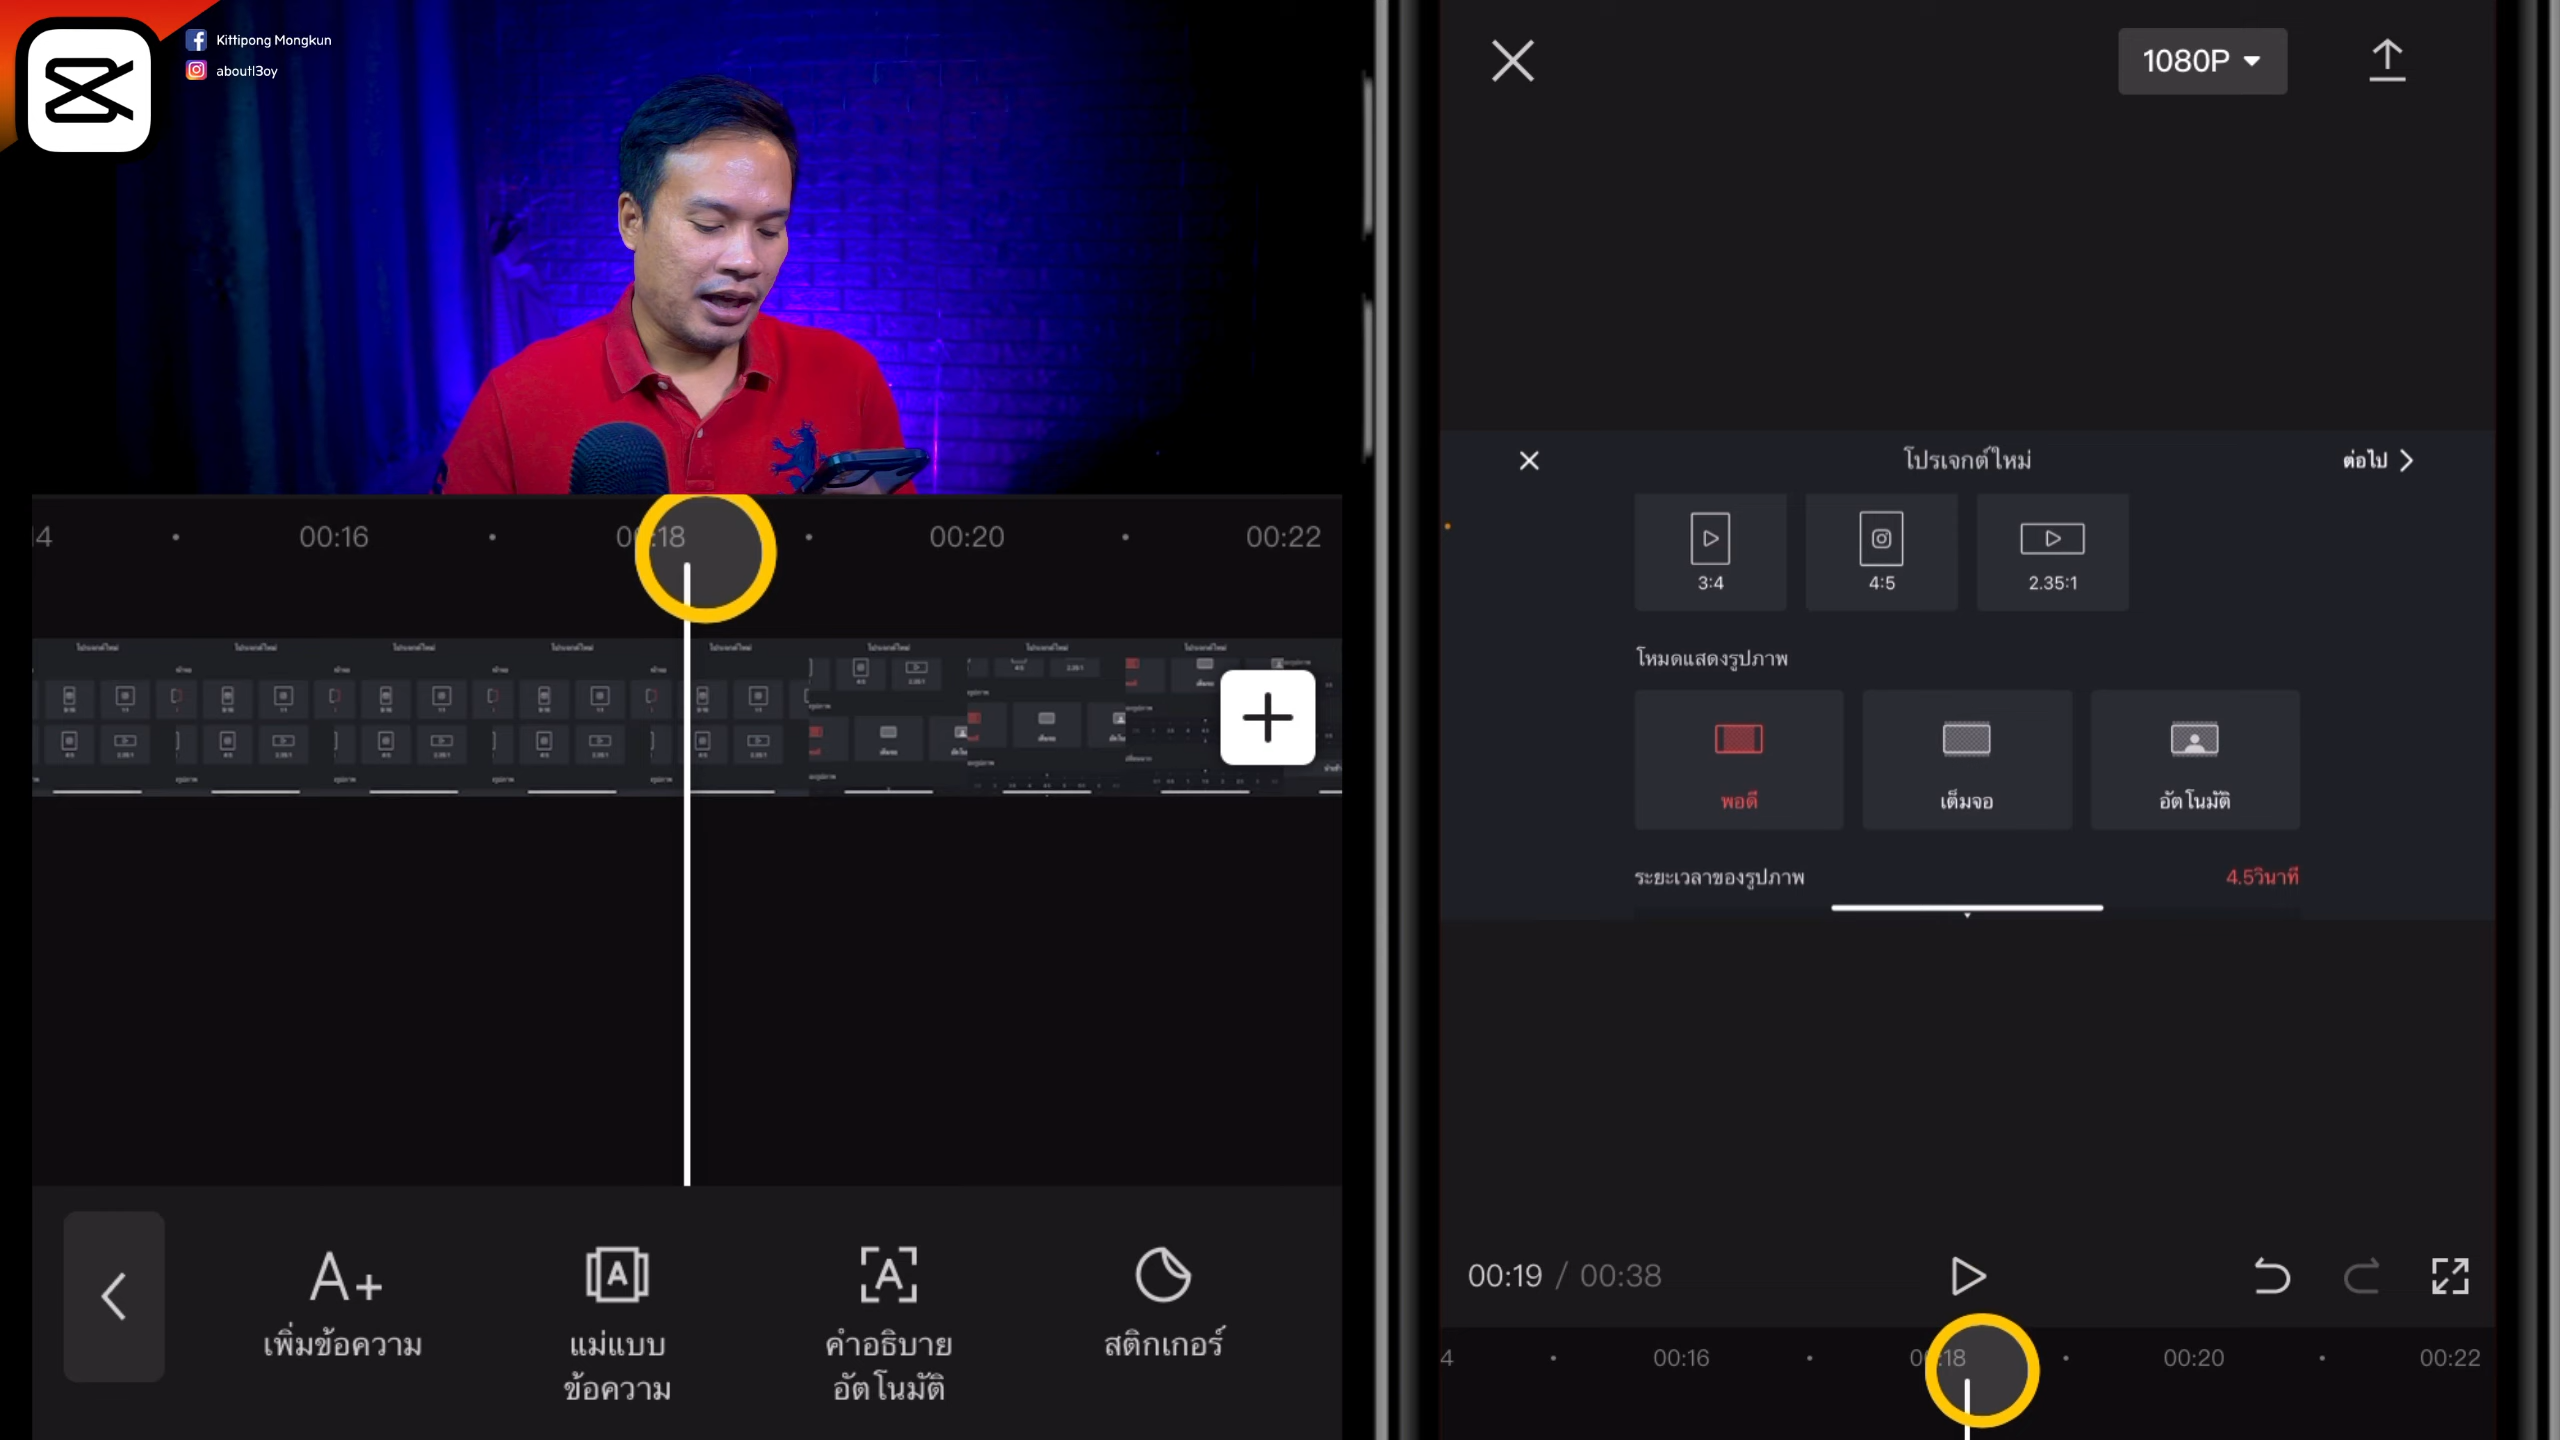 Kittipong Mongkun
aboutl3oy
14
00:16
00:18
00:20
00:22
เพิ่มข้อความ
แม่แบบ
ข้อความ
คำอธิบาย
อัตโนมัติ
สติกเกอร์
1080P
โปรเจกต์ใหม่
ต่อไป
3:4
4:5
2.35:1
โหมดแสดงรูปภาพ
พอดี
เต็มจอ
อัตโนมัติ
ระยะเวลาของรูปภาพ
4.5วินาที
00:19 / 00:38
4
00:16
00:18
00:20
00:22